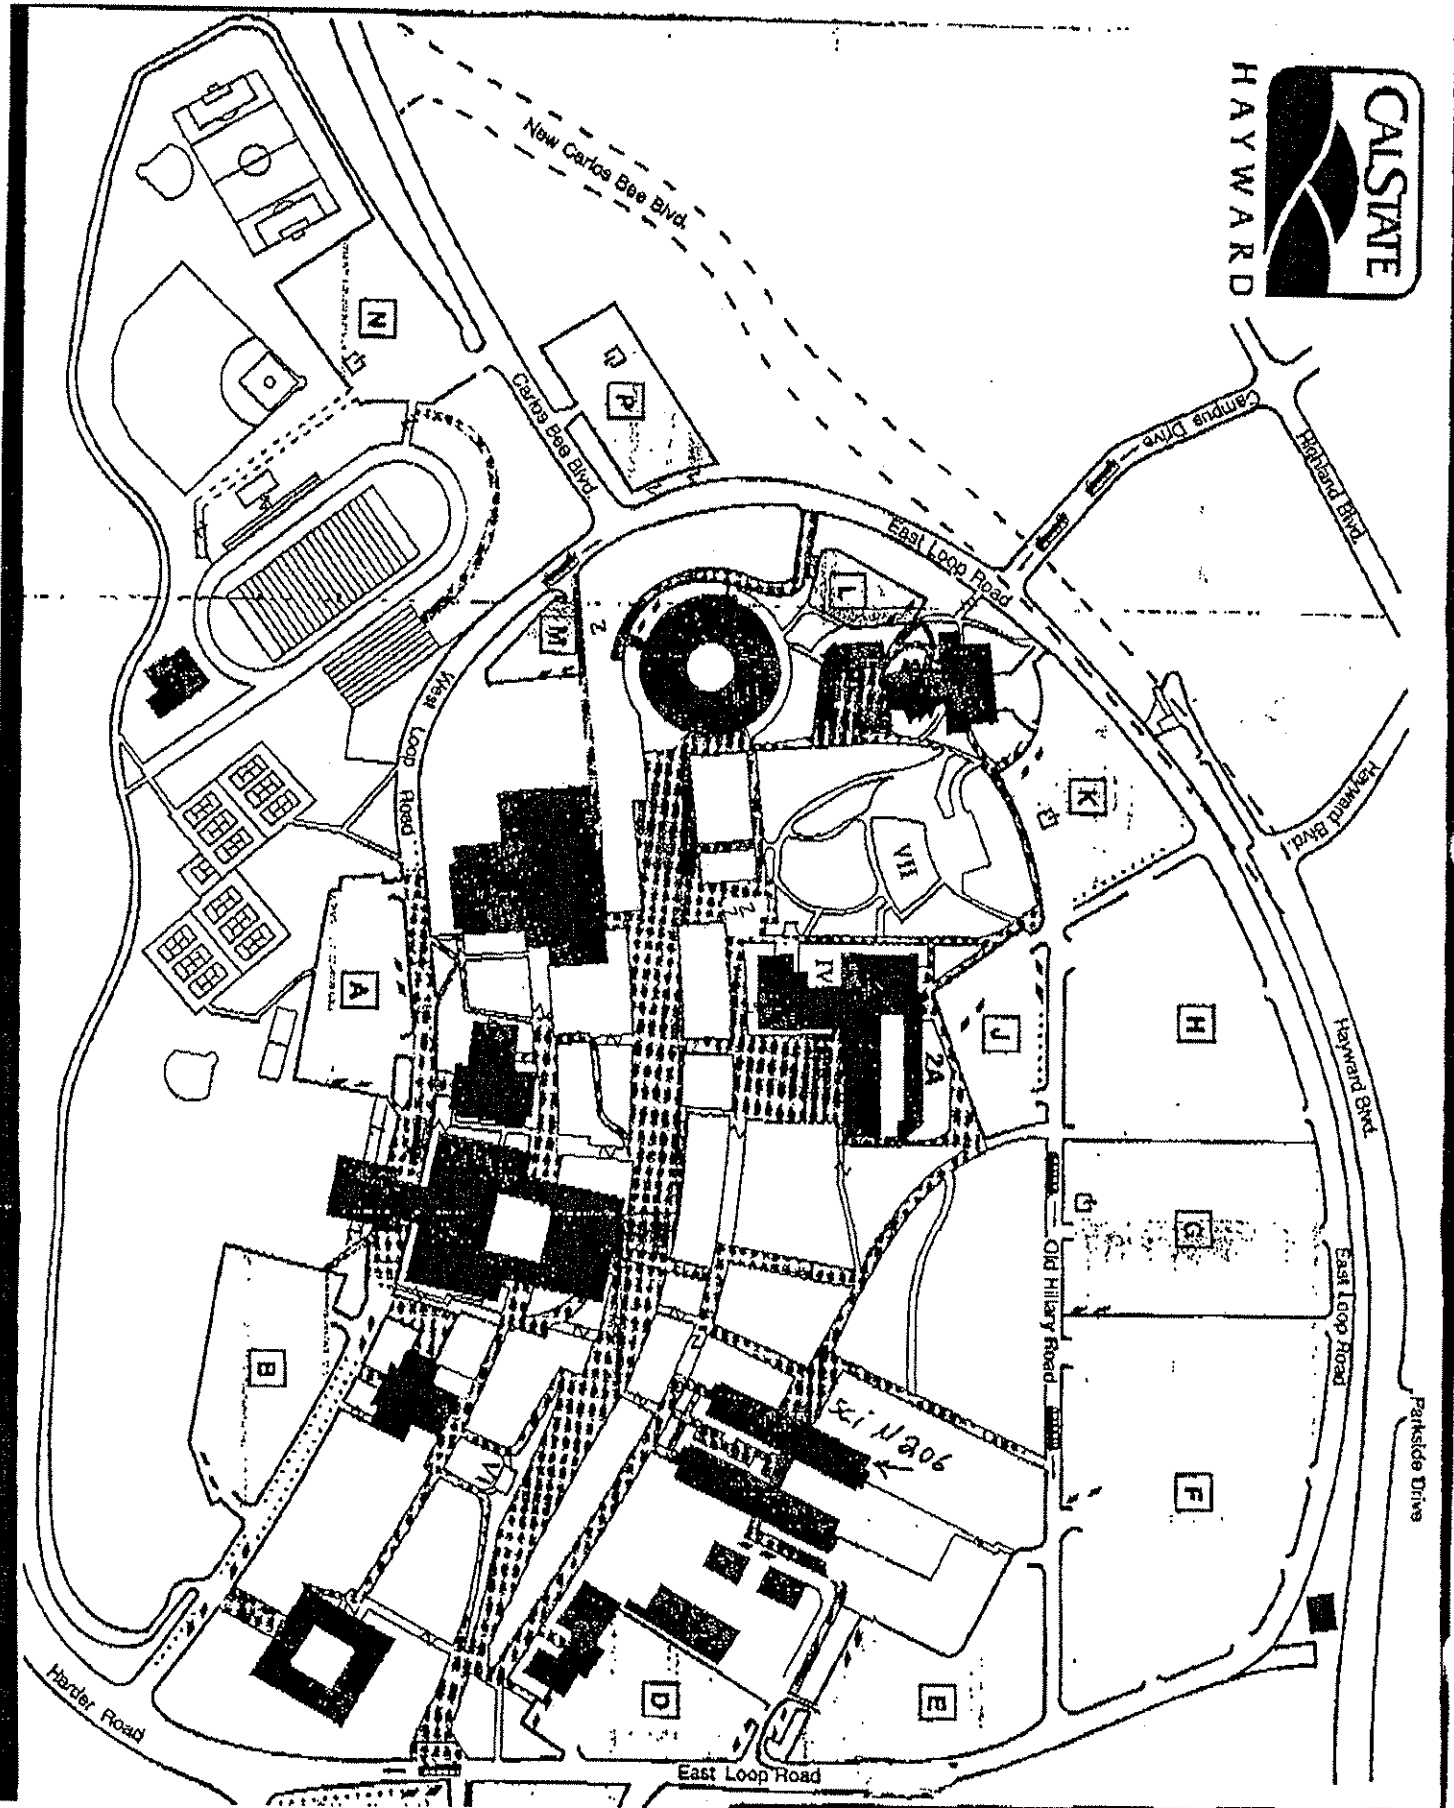 CALSTATE
HAYWARD
New Carlos Bee Blvd.
Carlos Bee Blvd.
Campus Drive
Highland Blvd.
Hayward Blvd.
East Loop Road
West Loop Road
N
P
L
M
K
VII
IV
A
J
2A
H
Hayward Blvd.
G
East Loop Road
Old Hillary Road
Parkside Drive
B
VI
Sci N 206
F
D
E
East Loop Road
Harder Road